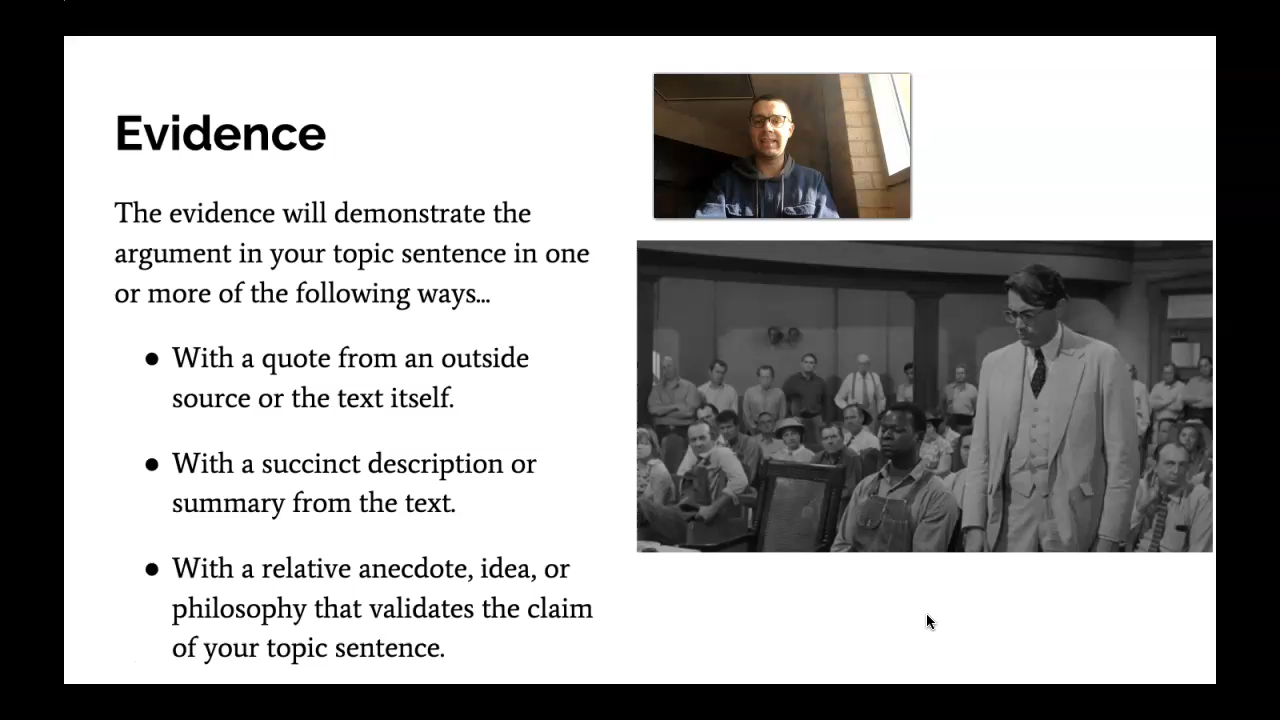 Evidence
The evidence will demonstrate the
argument in your topic sentence in one
or more of the following ways...
● With a quote from an outside
source or the text itself.
● With a succinct description or
summary from the text.
● With a relative anecdote, idea, or
philosophy that validates the claim
of your topic sentence.